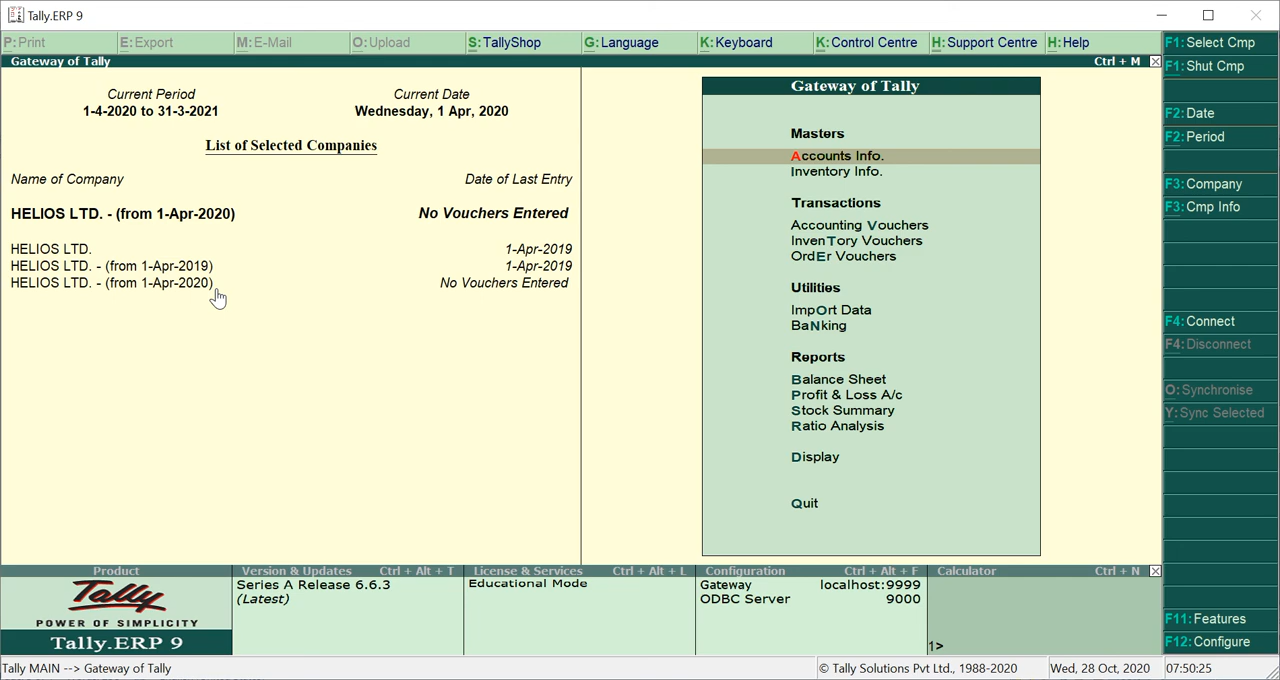 Tally.ERP 9
P: Print
E: Export
M: E-Mail
O: Upload
S: TallyShop
G: Language
K: Keyboard
K: Control Centre
H: Support Centre
H: Help
Gateway of Tally
Ctrl + M
Current Period
1-4-2020 to 31-3-2021
Current Date
Wednesday, 1 Apr, 2020
List of Selected Companies
Name of Company
Date of Last Entry
HELIOS LTD. - (from 1-Apr-2020)
No Vouchers Entered
HELIOS LTD.
1-Apr-2019
HELIOS LTD. - (from 1-Apr-2019)
1-Apr-2019
HELIOS LTD. - (from 1-Apr-2020)
No Vouchers Entered
Gateway of Tally
Masters
Accounts Info.
Inventory Info.
Transactions
Accounting Vouchers
InvenTory Vouchers
OrdEr Vouchers
Utilities
ImpOrt Data
BaNking
Reports
Balance Sheet
Profit & Loss A/c
Stock Summary
Ratio Analysis
Display
Quit
F1: Select Cmp
F1: Shut Cmp
F2: Date
F2: Period
F3: Company
F3: Cmp Info
F4: Connect
F4: Disconnect
O: Synchronise
Y: Sync Selected
F11: Features
F12: Configure
Product
Tally
POWER OF SIMPLICITY
Tally.ERP 9
Version & Updates
Ctrl + Alt + T
Series A Release 6.6.3
(Latest)
License & Services
Ctrl + Alt + L
Educational Mode
Configuration
Ctrl + Alt + F
Gateway
localhost:9999
ODBC Server
9000
Calculator
Ctrl + N
1>
Tally MAIN --> Gateway of Tally
© Tally Solutions Pvt Ltd., 1988-2020
Wed, 28 Oct, 2020
07:50:25